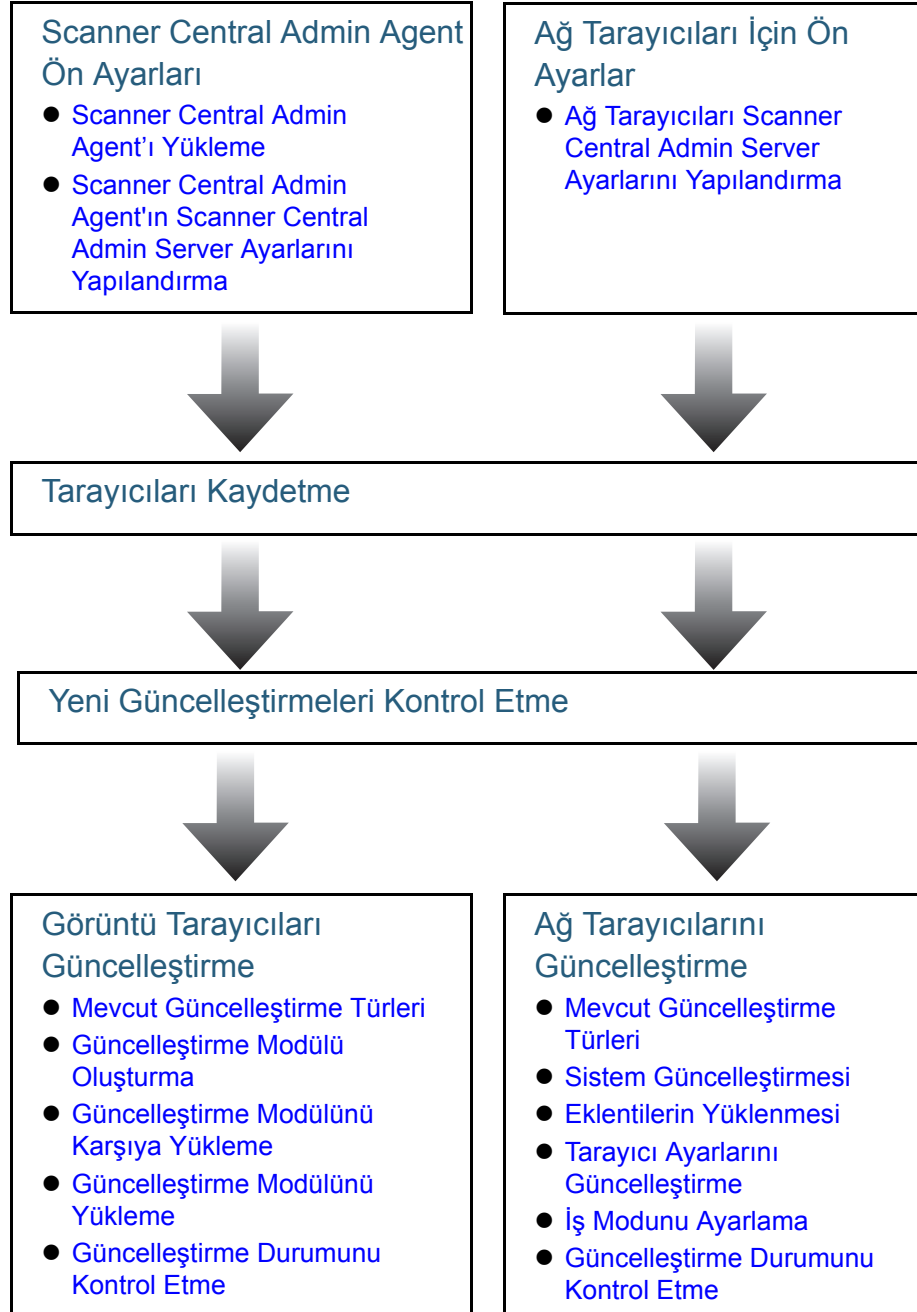 Scanner Central Admin Agent
Ön Ayarları
● Scanner Central Admin
Agent’ı Yükleme
● Scanner Central Admin
Agent'ın Scanner Central
Admin Server Ayarlarını
Yapılandırma
Ağ Tarayıcıları İçin Ön
Ayarlar
● Ağ Tarayıcıları Scanner
Central Admin Server
Ayarlarını Yapılandırma
Tarayıcıları Kaydetme
Yeni Güncelleştirmeleri Kontrol Etme
Görüntü Tarayıcıları
Güncelleştirme
● Mevcut Güncelleştirme Türleri
● Güncelleştirme Modülü
Oluşturma
● Güncelleştirme Modülünü
Karşıya Yükleme
● Güncelleştirme Modülünü
Yükleme
● Güncelleştirme Durumunu
Kontrol Etme
Ağ Tarayıcılarını
Güncelleştirme
● Mevcut Güncelleştirme
Türleri
● Sistem Güncelleştirmesi
● Eklentilerin Yüklenmesi
● Tarayıcı Ayarlarını
Güncelleştirme
● İş Modunu Ayarlama
● Güncelleştirme Durumunu
Kontrol Etme